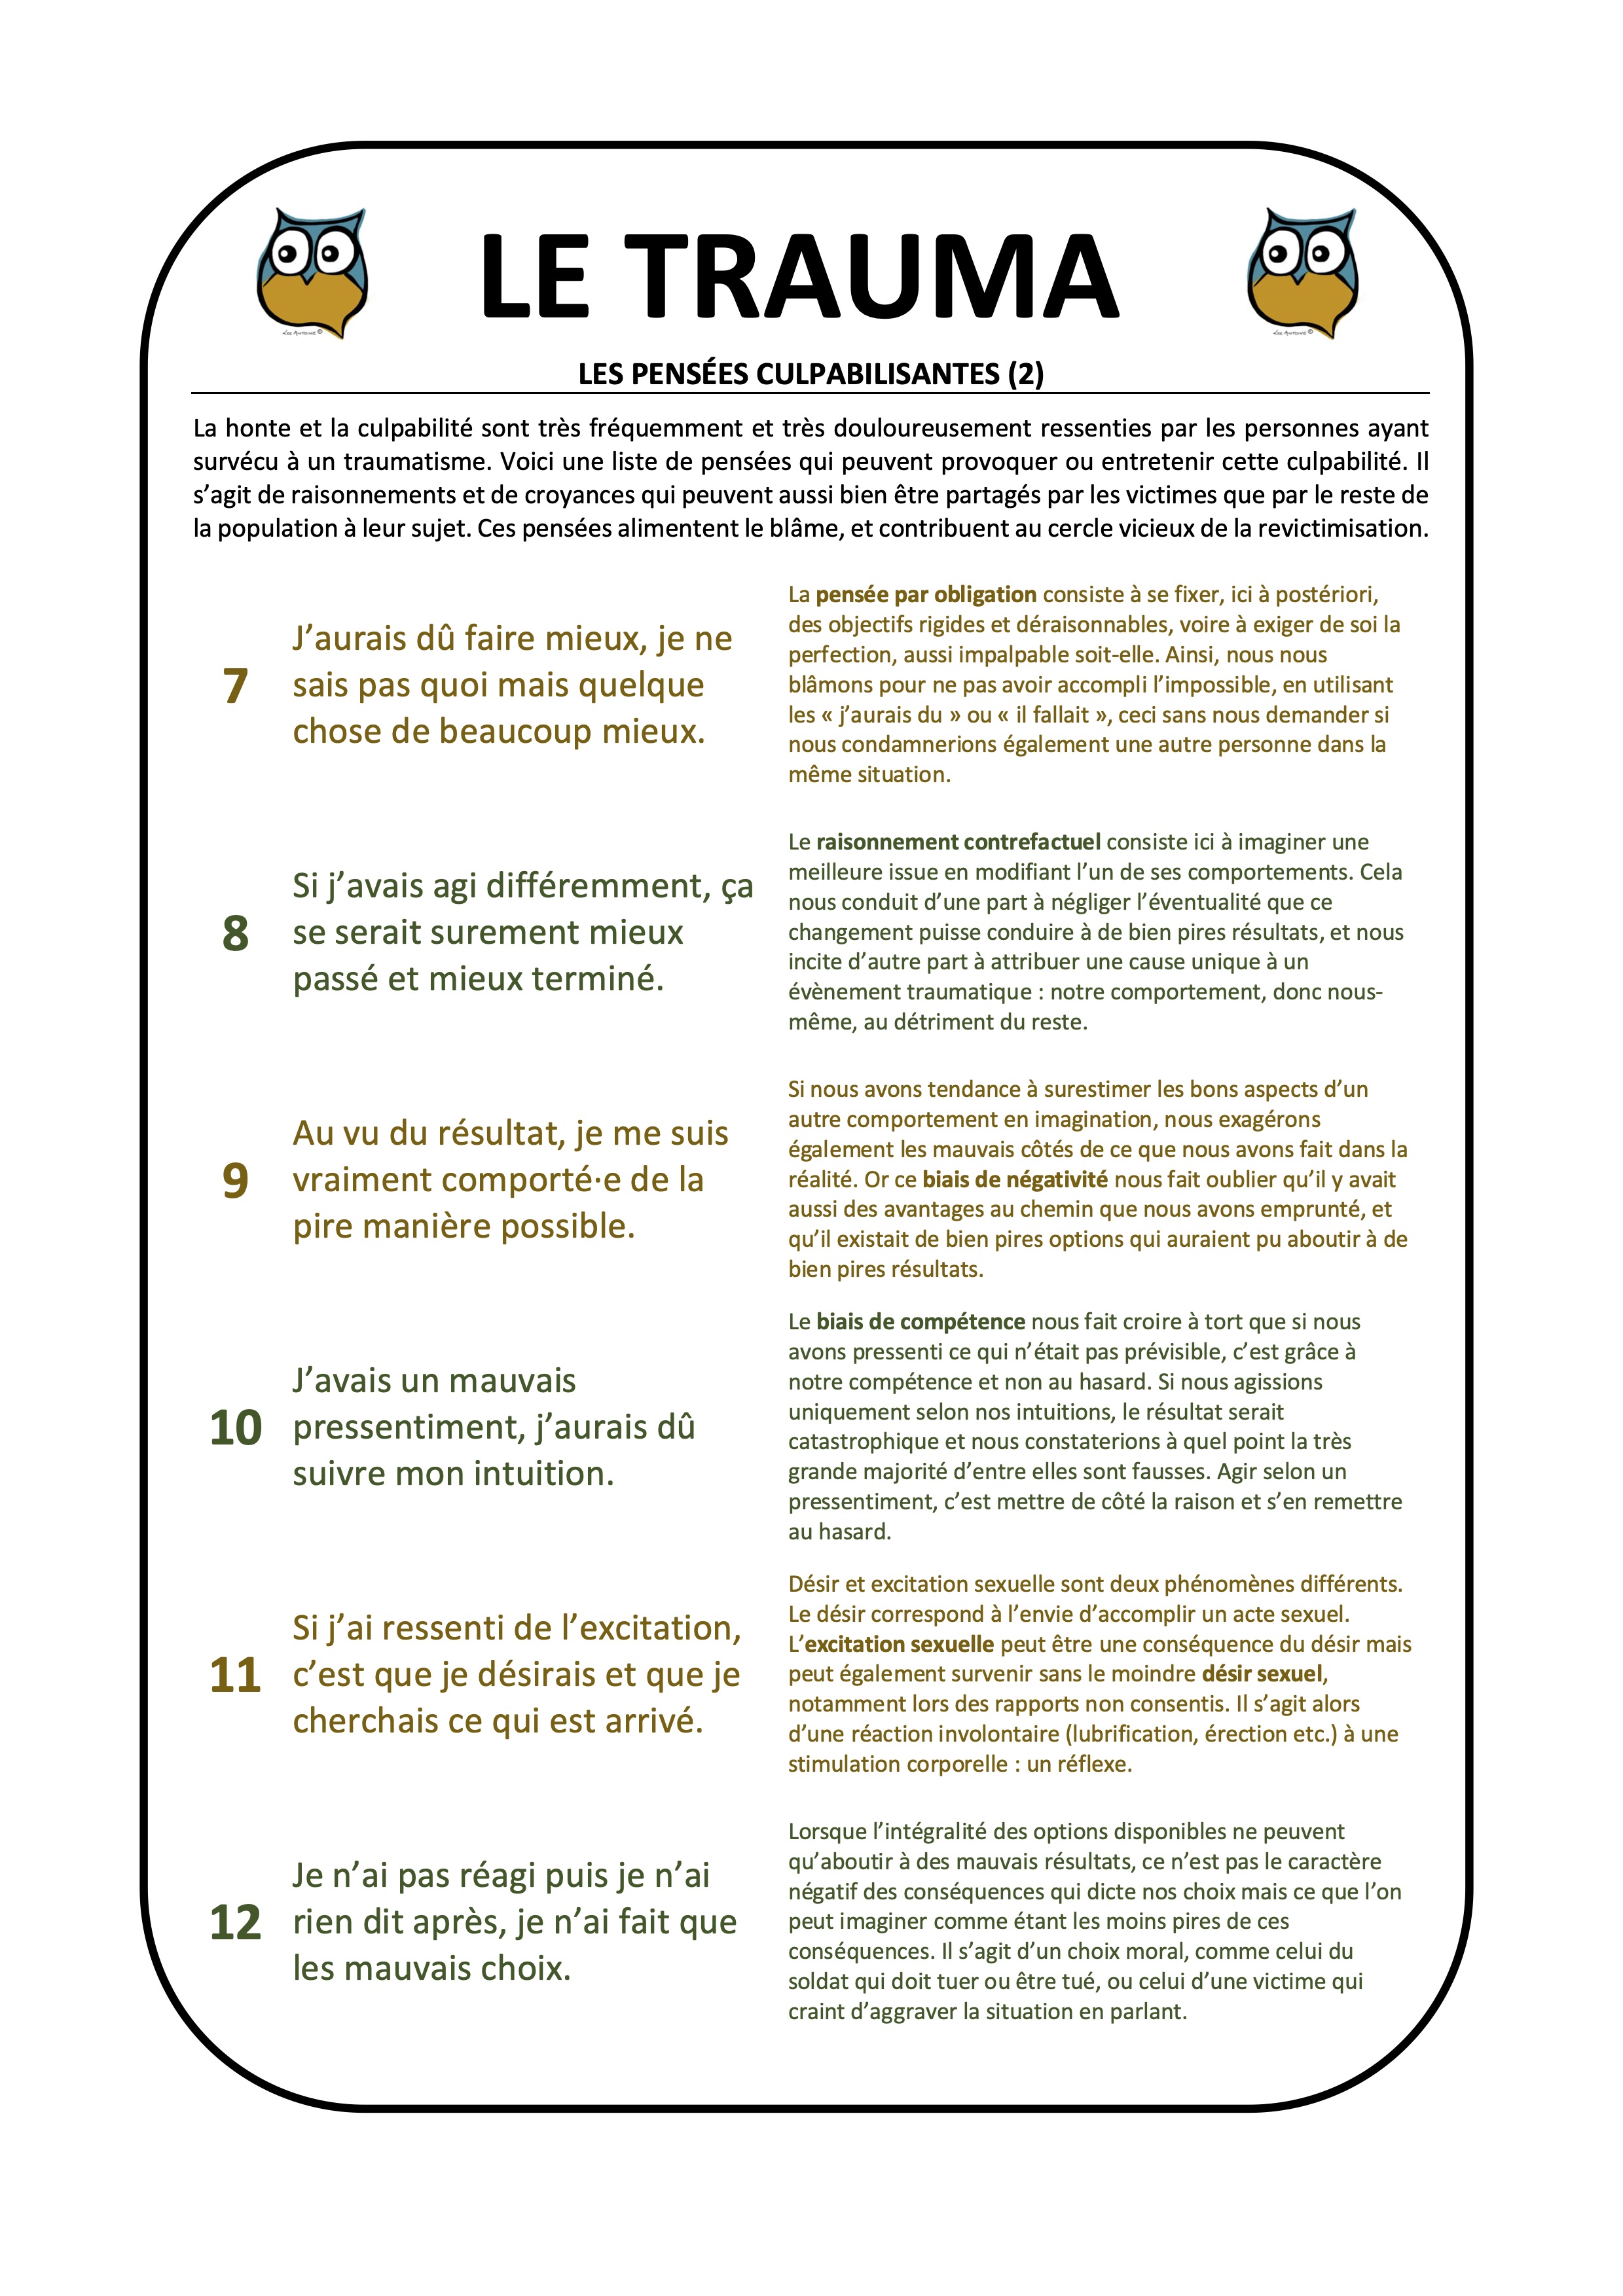 LE TRAUMA
LES PENSÉES CULPABILISANTES (2)
La honte et la culpabilité sont très fréquemment et très douloureusement ressenties par les personnes ayant
survécu à un traumatisme. Voici une liste de pensées qui peuvent provoquer ou entretenir cette culpabilité. Il
s’agit de raisonnements et de croyances qui peuvent aussi bien être partagés par les victimes que par le reste de
la population à leur sujet. Ces pensées alimentent le blâme, et contribuent au cercle vicieux de la revictimisation.
7
J’aurais dû faire mieux, je ne
sais pas quoi mais quelque
chose de beaucoup mieux.
La pensée par obligation consiste à se fixer, ici à postériori,
des objectifs rigides et déraisonnables, voire à exiger de soi la
perfection, aussi impalpable soit-elle. Ainsi, nous nous
blâmons pour ne pas avoir accompli l’impossible, en utilisant
les « j’aurais du » ou « il fallait », ceci sans nous demander si
nous condamnerions également une autre personne dans la
même situation.
8
Si j’avais agi différemment, ça
se serait surement mieux
passé et mieux terminé.
Le raisonnement contrefactuel consiste ici à imaginer une
meilleure issue en modifiant l’un de ses comportements. Cela
nous conduit d’une part à négliger l’éventualité que ce
changement puisse conduire à de bien pires résultats, et nous
incite d’autre part à attribuer une cause unique à un
évènement traumatique : notre comportement, donc nous-
même, au détriment du reste.
9
Au vu du résultat, je me suis
vraiment comporté·e de la
pire manière possible.
Si nous avons tendance à surestimer les bons aspects d’un
autre comportement en imagination, nous exagérons
également les mauvais côtés de ce que nous avons fait dans la
réalité. Or ce biais de négativité nous fait oublier qu’il y avait
aussi des avantages au chemin que nous avons emprunté, et
qu’il existait de bien pires options qui auraient pu aboutir à de
bien pires résultats.
10
J’avais un mauvais
pressentiment, j’aurais dû
suivre mon intuition.
Le biais de compétence nous fait croire à tort que si nous
avons pressenti ce qui n’était pas prévisible, c’est grâce à
notre compétence et non au hasard. Si nous agissions
uniquement selon nos intuitions, le résultat serait
catastrophique et nous constaterions à quel point la très
grande majorité d’entre elles sont fausses. Agir selon un
pressentiment, c’est mettre de côté la raison et s’en remettre
au hasard.
11
Si j’ai ressenti de l’excitation,
c’est que je désirais et que je
cherchais ce qui est arrivé.
Désir et excitation sexuelle sont deux phénomènes différents.
Le désir correspond à l’envie d’accomplir un acte sexuel.
L’excitation sexuelle peut être une conséquence du désir mais
peut également survenir sans le moindre désir sexuel,
notamment lors des rapports non consentis. Il s’agit alors
d’une réaction involontaire (lubrification, érection etc.) à une
stimulation corporelle : un réflexe.
12
Je n’ai pas réagi puis je n’ai
rien dit après, je n’ai fait que
les mauvais choix.
Lorsque l’intégralité des options disponibles ne peuvent
qu’aboutir à des mauvais résultats, ce n’est pas le caractère
négatif des conséquences qui dicte nos choix mais ce que l’on
peut imaginer comme étant les moins pires de ces
conséquences. Il s’agit d’un choix moral, comme celui du
soldat qui doit tuer ou être tué, ou celui d’une victime qui
craint d’aggraver la situation en parlant.